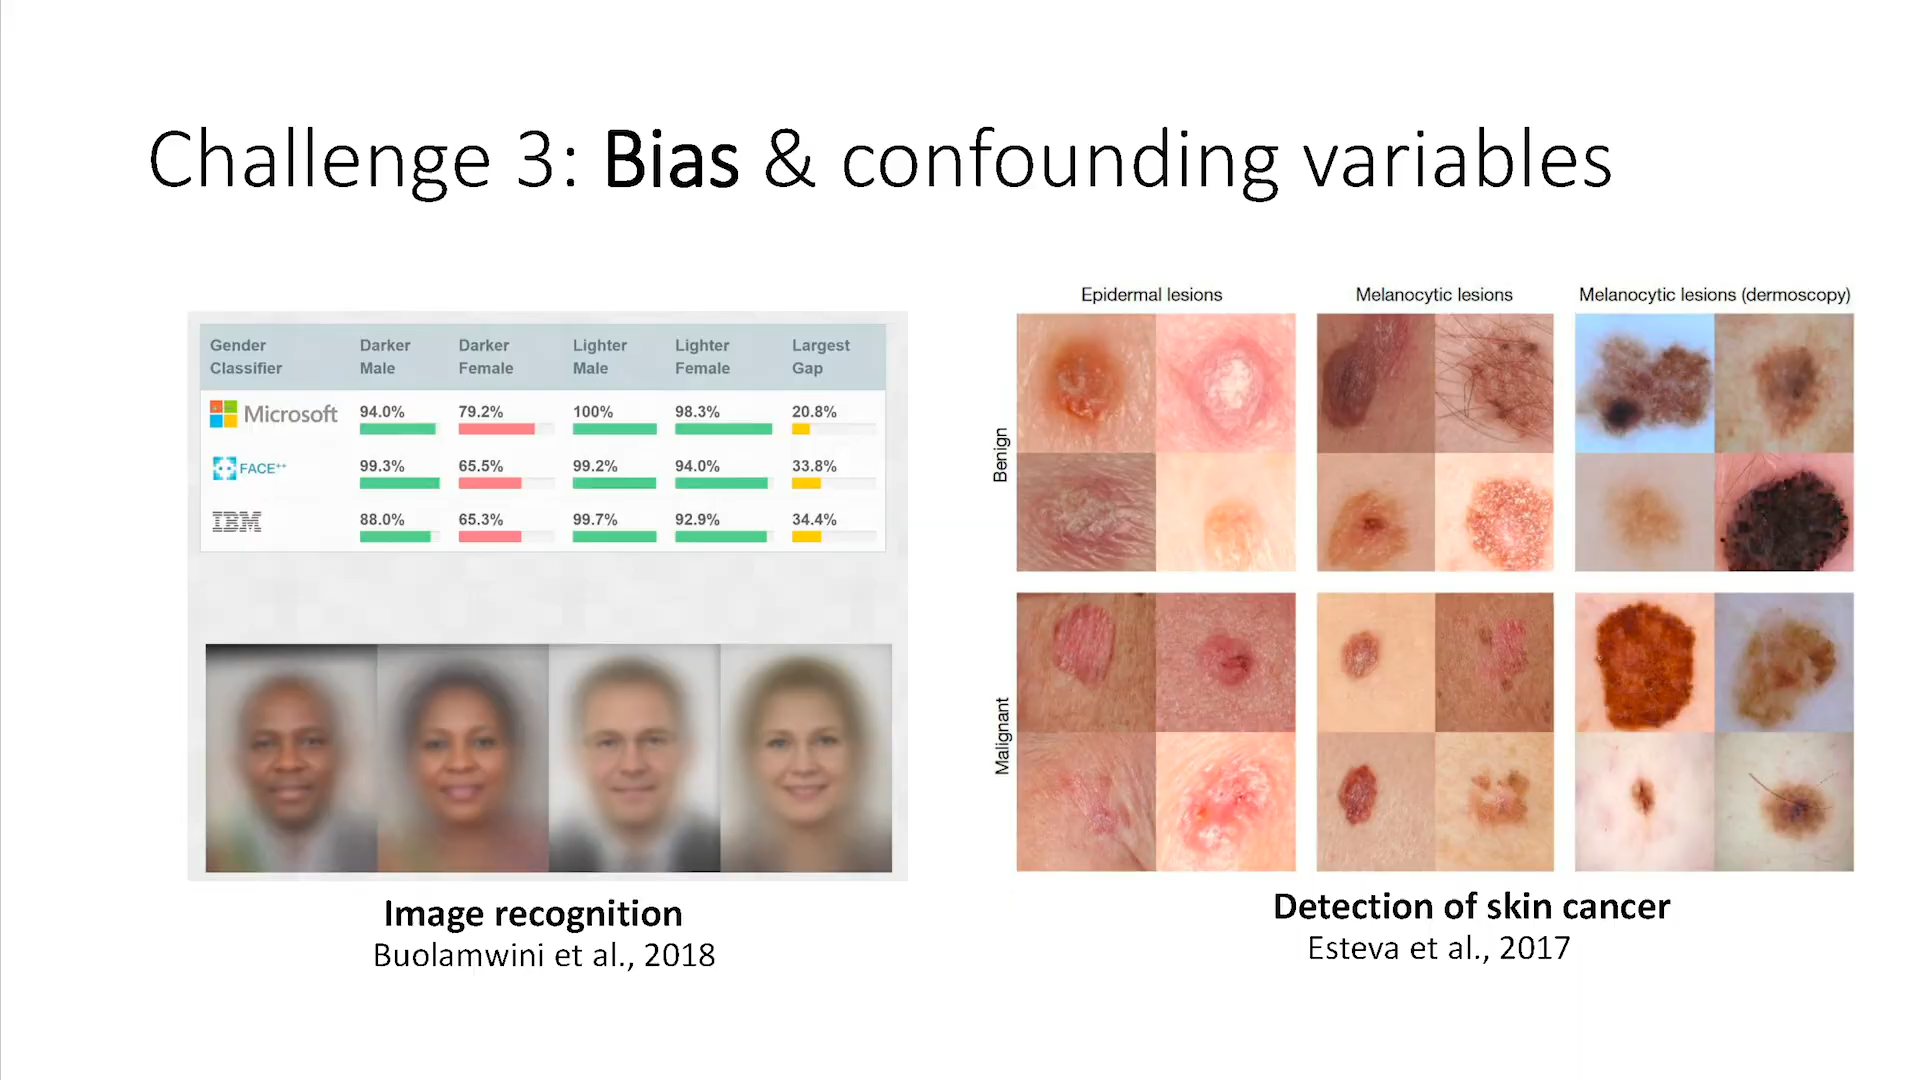 Challenge 3: Bias & confounding variables
Gender Classifier
Darker Male
Darker Female
Lighter Male
Lighter Female
Largest Gap
Microsoft 94.0% 79.2% 100% 98.3% 20.8%
FACE++ 99.3% 65.5% 99.2% 94.0% 33.8%
IBM 88.0% 65.3% 99.7% 92.9% 34.4%
Image recognition
Buolamwini et al., 2018
Epidermal lesions
Melanocytic lesions
Melanocytic lesions (dermoscopy)
Benign
Malignant
Detection of skin cancer
Esteva et al., 2017